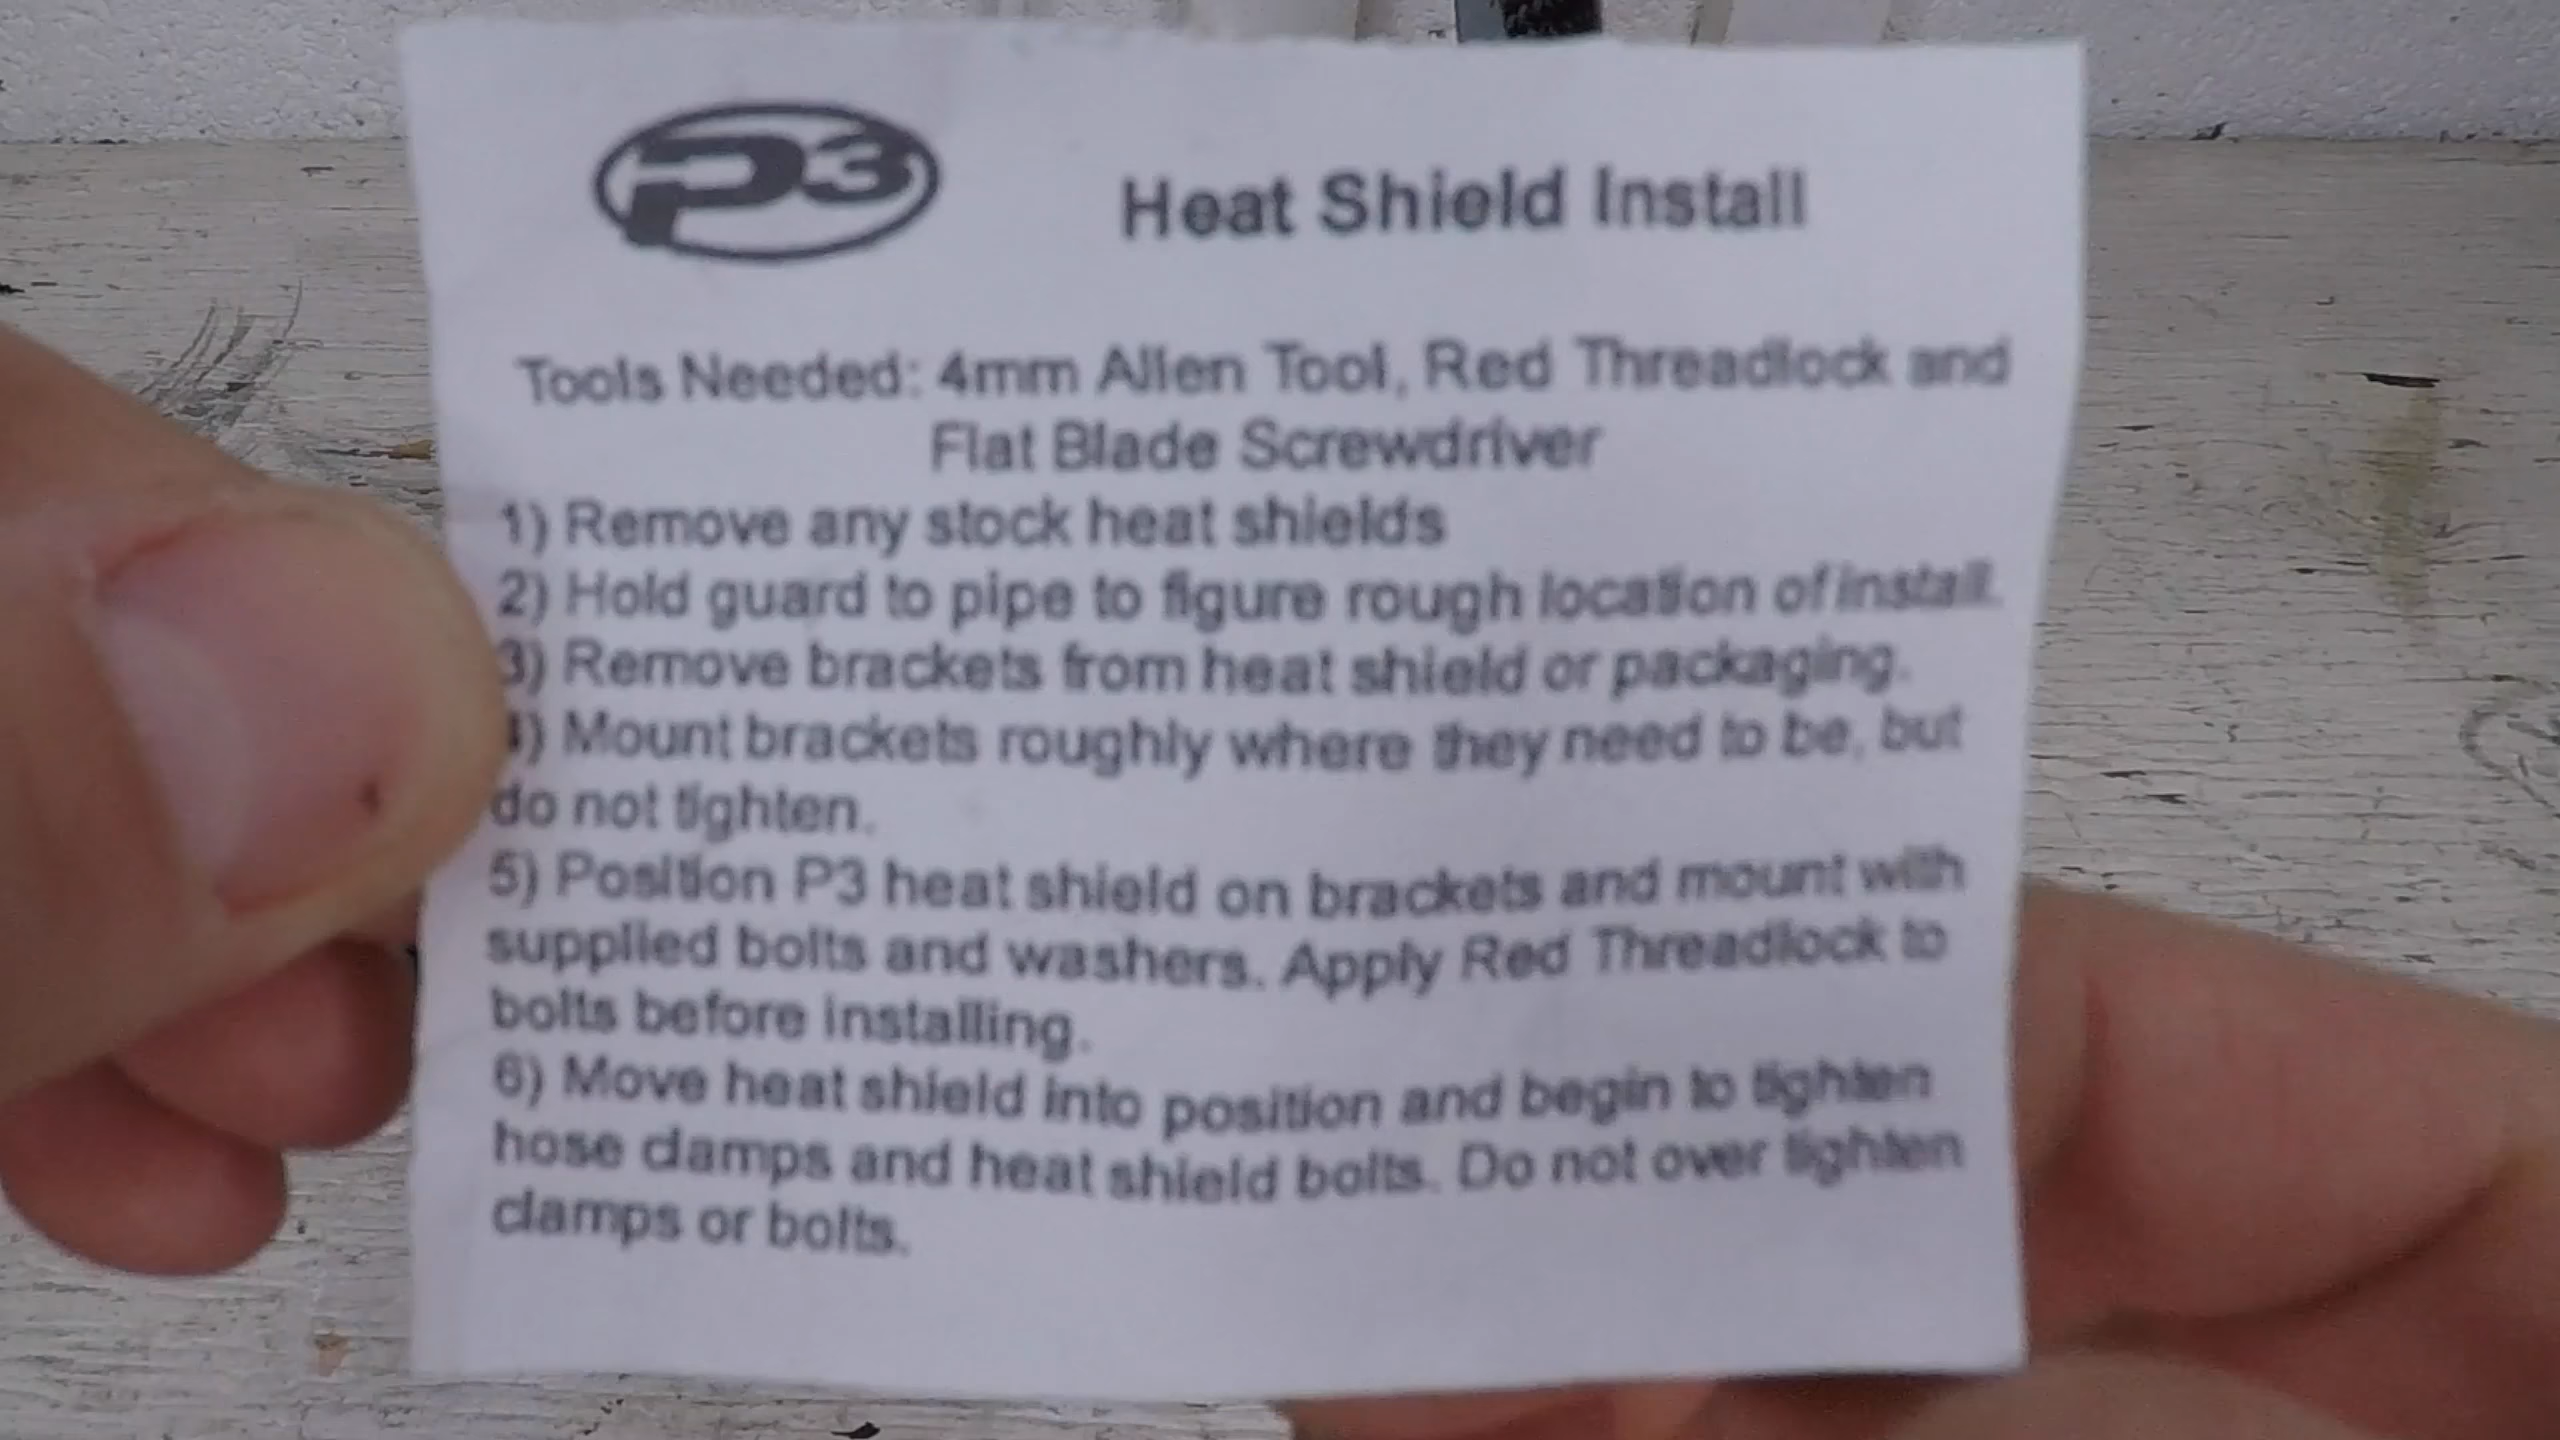 P3
Heat Shield Install
Tools Needed: 4mm Allen Tool, Red Threadlock and
Flat Blade Screwdriver
1) Remove any stock heat shields
2) Hold guard to pipe to figure rough location of install.
3) Remove brackets from heat shield or packaging.
4) Mount brackets roughly where they need to be, but
do not tighten.
5) Position P3 heat shield on brackets and mount with
supplied bolts and washers. Apply Red Threadlock to
bolts before installing.
6) Move heat shield into position and begin to tighten
hose clamps and heat shield bolts. Do not over tighten
clamps or bolts.